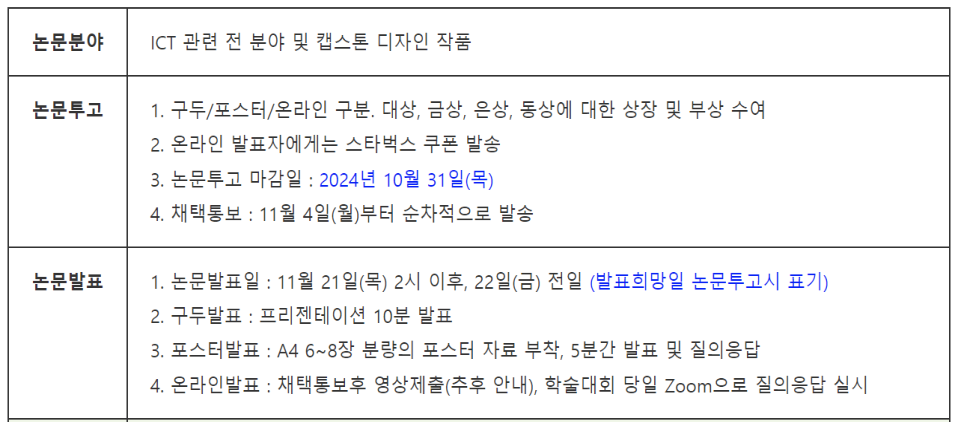 논문분야
ICT 관련 전 분야 및 캡스톤 디자인 작품
논문투고
1. 구두/포스터/온라인 구분. 대상, 금상, 은상, 동상에 대한 상장 및 부상 수여
2. 온라인 발표자에게는 스타벅스 쿠폰 발송
3. 논문투고 마감일 : 2024년 10월 31일(목)
4. 채택통보 : 11월 4일(월)부터 순차적으로 발송
논문발표
1. 논문발표일 : 11월 21일(목) 2시 이후, 22일(금) 전일 (발표희망일 논문투고시 표기)
2. 구두발표 : 프리젠테이션 10분 발표
3. 포스터발표 : A4 6~8장 분량의 포스터 자료 부착, 5분간 발표 및 질의응답
4. 온라인발표 : 채택통보후 영상제출(추후 안내), 학술대회 당일 Zoom으로 질의응답 실시